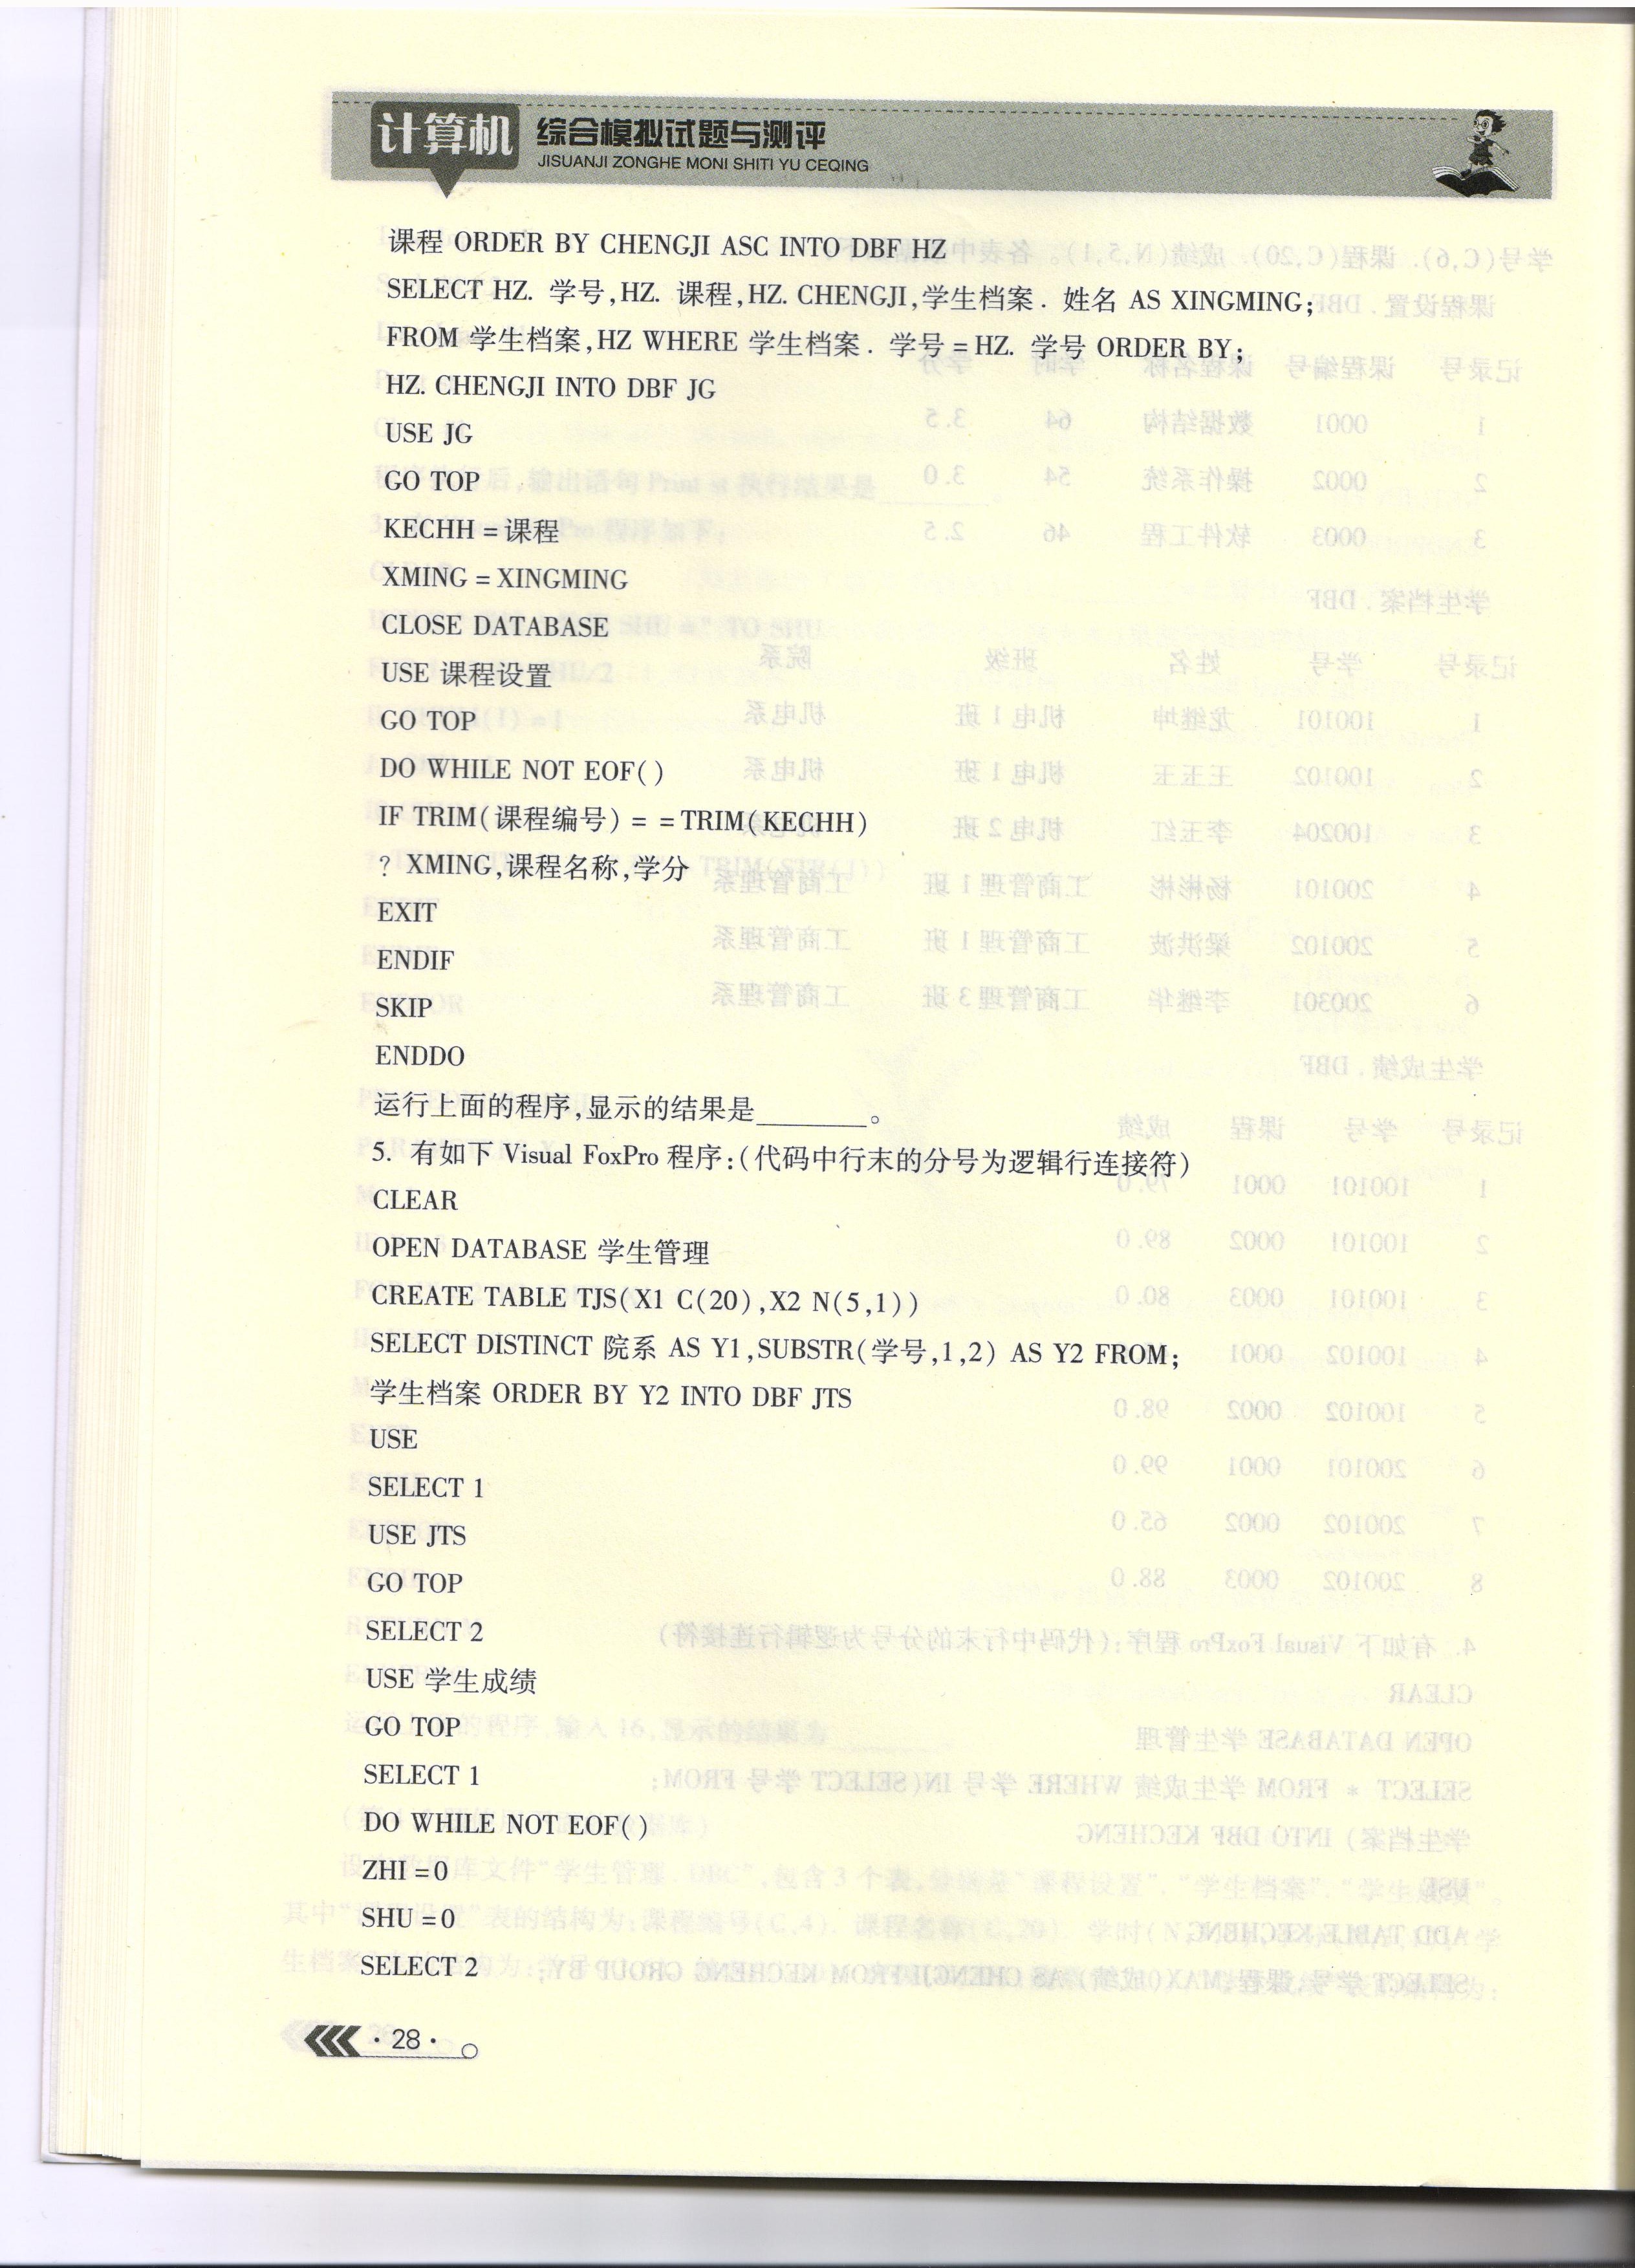 计算机 综合模拟试题与测评
JISUANJI ZONGHE MONI SHITI YU CEQING
课程 ORDER BY CHENGJI ASC INTO DBF HZ
SELECT HZ. 学号,HZ. 课程,HZ. CHENGJI,学生档案. 姓名 AS XINGMING;
FROM 学生档案,HZ WHERE 学生档案. 学号=HZ. 学号 ORDER BY;
HZ. CHENGJI INTO DBF JG
USE JG
GO TOP
KECHH=课程
XMING=XINGMING
CLOSE DATABASE
USE 课程设置
GO TOP
DO WHILE NOT EOF()
IF TRIM(课程编号)= =TRIM(KECHH)
? XMING,课程名称,学分
EXIT
ENDIF
SKIP
ENDDO
运行上面的程序,显示的结果是________。
5. 有如下 Visual FoxPro 程序:(代码中行末的分号为逻辑行连接符)
CLEAR
OPEN DATABASE 学生管理
CREATE TABLE TJS(X1 C(20),X2 N(5,1))
SELECT DISTINCT 院系 AS Y1,SUBSTR(学号,1,2) AS Y2 FROM;
学生档案 ORDER BY Y2 INTO DBF JTS
USE
SELECT 1
USE JTS
GO TOP
SELECT 2
USE 学生成绩
GO TOP
SELECT 1
DO WHILE NOT EOF()
ZHI=0
SHU=0
SELECT 2
·28·